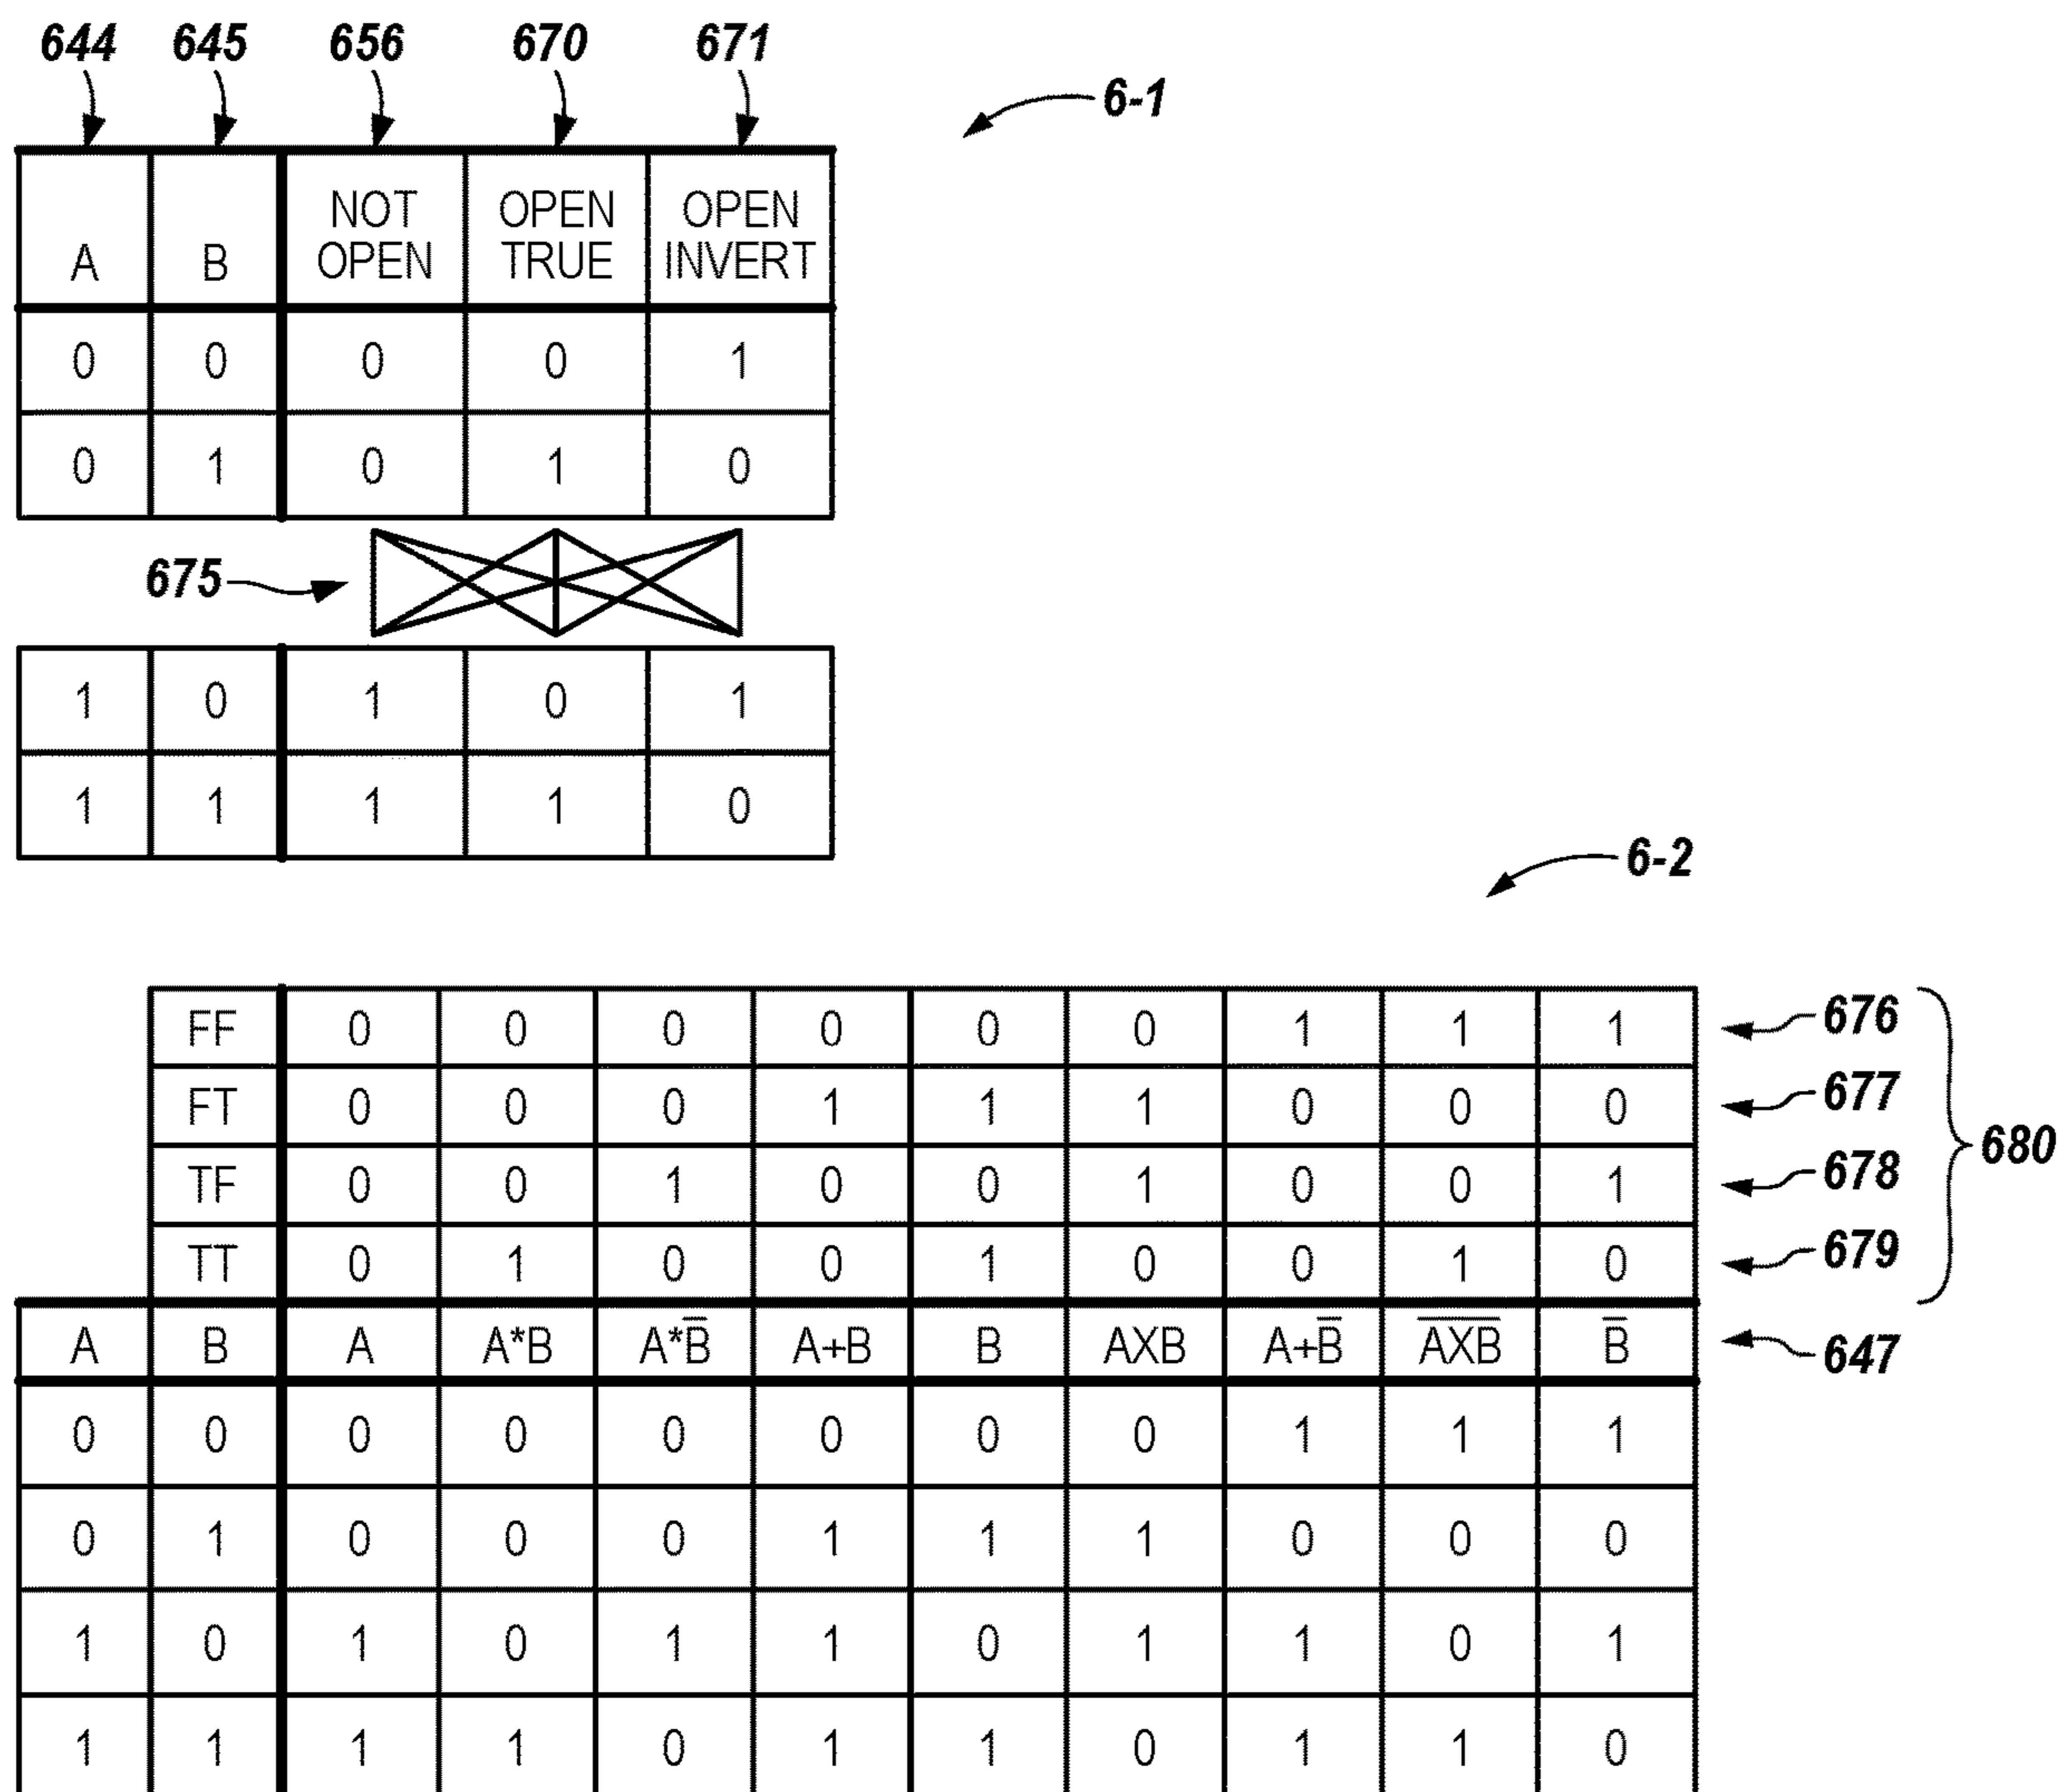 644 645 656 670 671
6-1
A B NOT OPEN OPEN TRUE OPEN INVERT
0 0 0 0 1
0 1 0 1 0
675
1 0 1 0 1
1 1 1 1 0
6-2
FF 0 0 0 0 0 0 1 1 1 676
FT 0 0 0 1 1 1 0 0 0 677
680
TF 0 0 1 0 0 1 0 0 1 678
TT 0 1 0 0 1 0 0 1 0 679
A B A A*B A*B̅ A+B B AXB A+B̅ A̅X̅B̅ B̅ 647
0 0 0 0 0 0 0 0 1 1 1
0 1 0 0 0 1 1 1 0 0 0
1 0 1 0 1 1 0 1 1 0 1
1 1 1 1 0 1 1 0 1 1 0